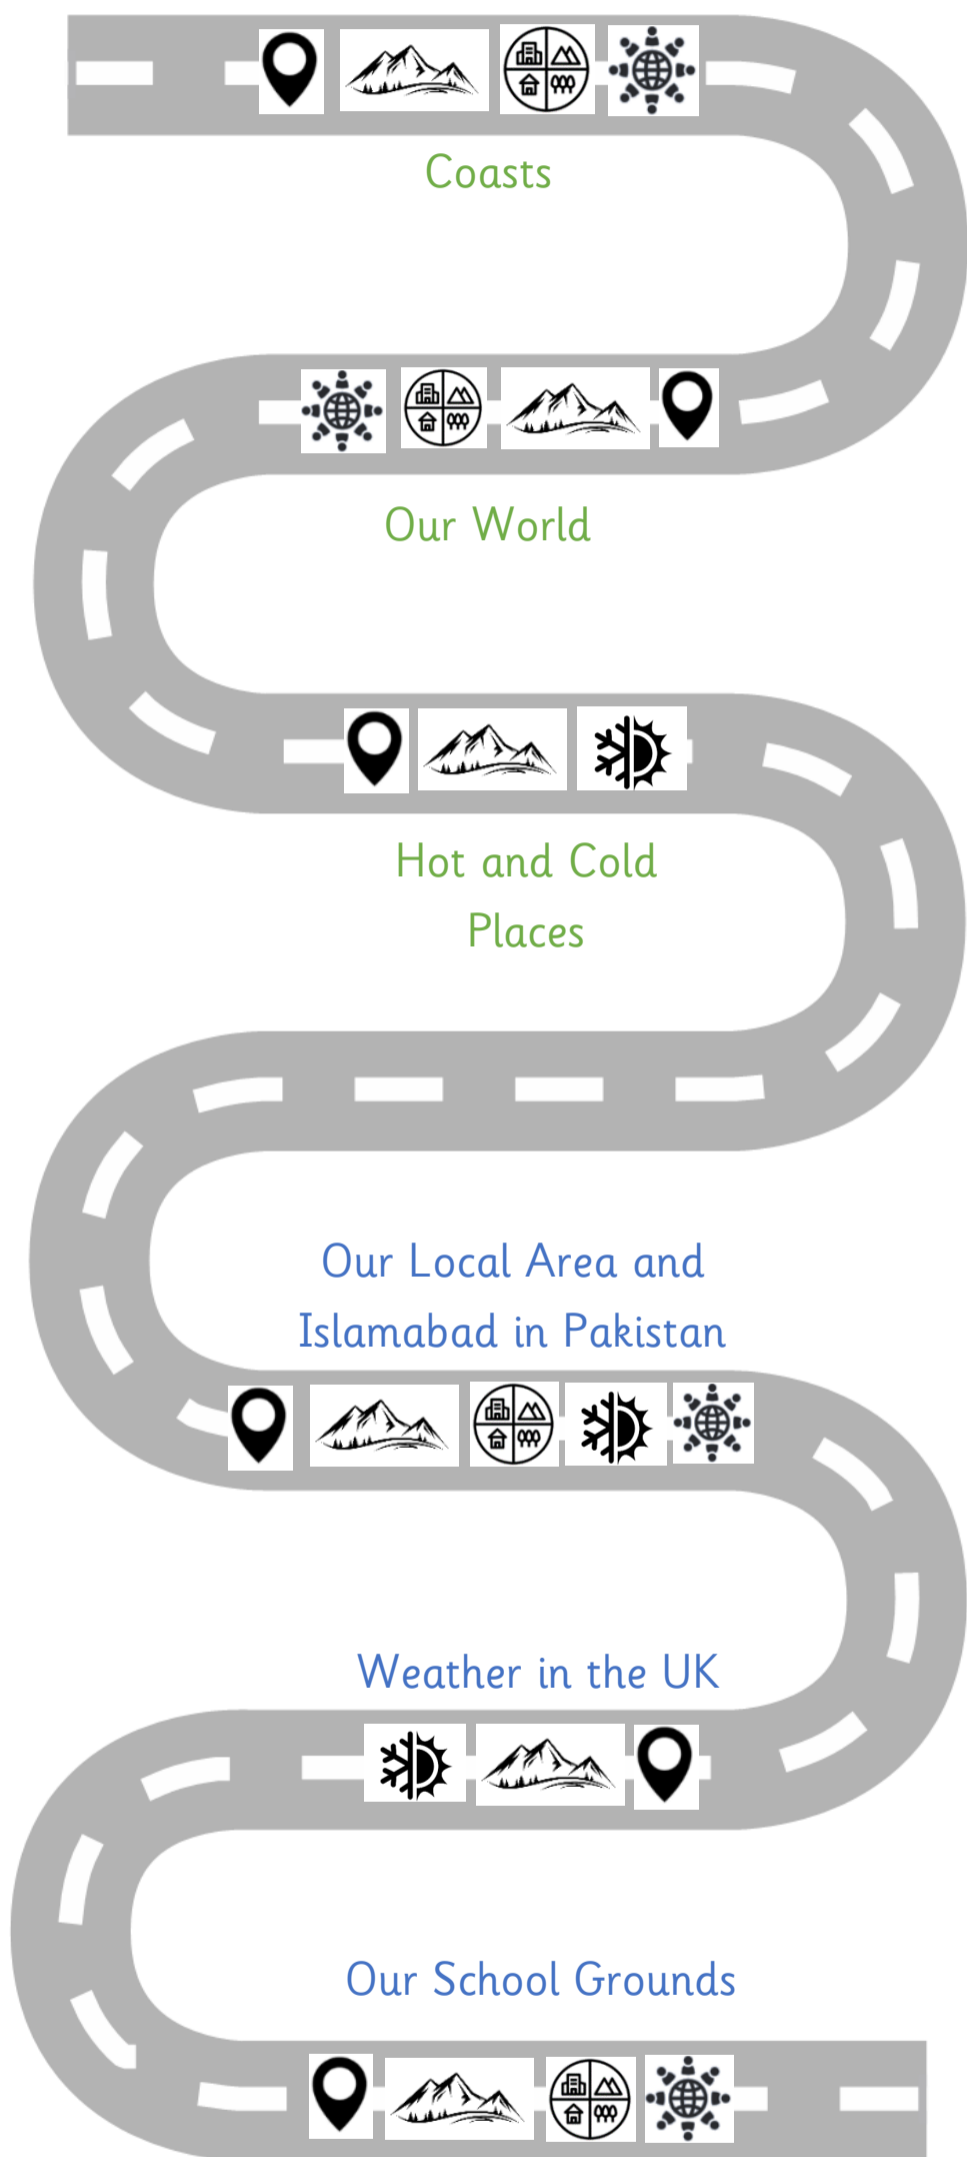 Coasts
Our World
Hot and Cold
Places
Our Local Area and
Islamabad in Pakistan
Weather in the UK
Our School Grounds